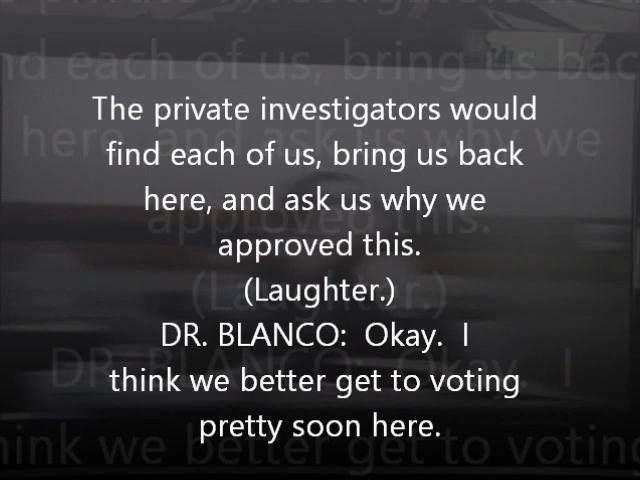 The private investigators would
find each of us, bring us back
here, and ask us why we
approved this.
(Laughter.)
DR. BLANCO:  Okay.  I
think we better get to voting
pretty soon here.